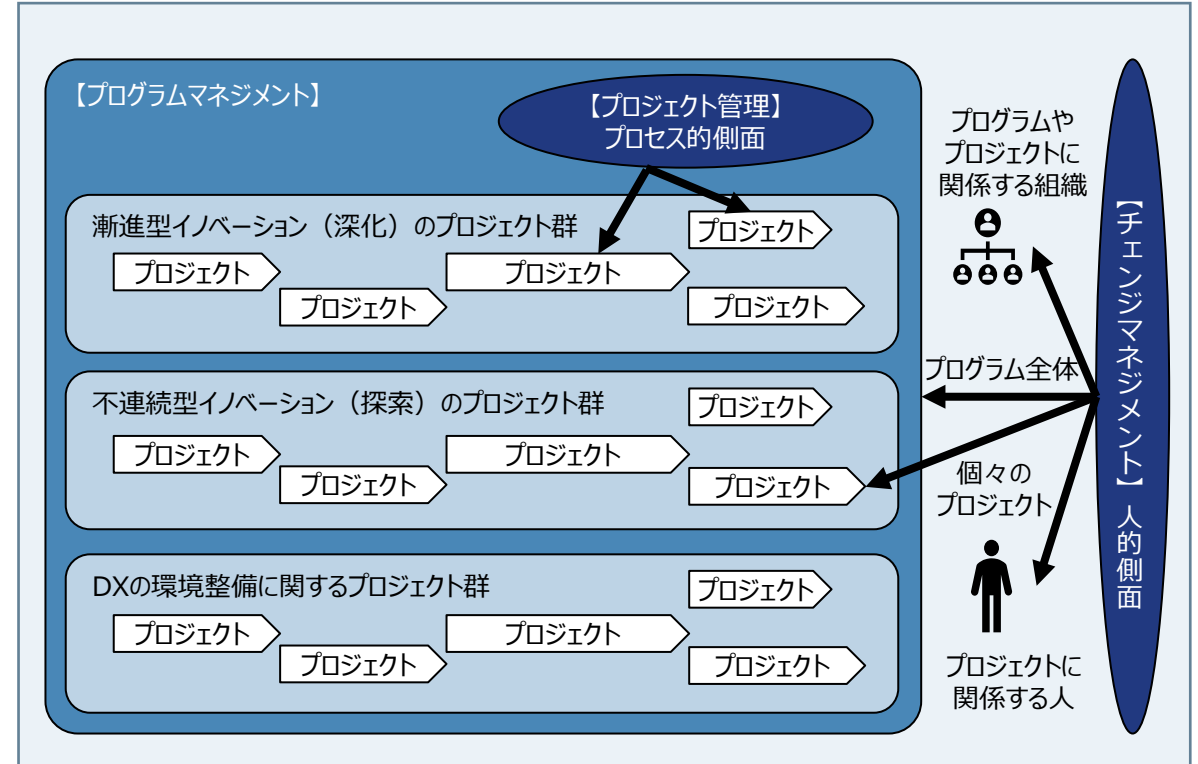 【プログラムマネジメント】
【プロジェクト管理】
プロセス的側面
漸進型イノベーション（深化）のプロジェクト群
プロジェクト
プロジェクト
プロジェクト
プロジェクト
プロジェクト
不連続型イノベーション（探索）のプロジェクト群
プロジェクト
プロジェクト
プロジェクト
プロジェクト
プロジェクト
DXの環境整備に関するプロジェクト群
プロジェクト
プロジェクト
プロジェクト
プロジェクト
プロジェクト
プログラムや
プロジェクトに
関係する組織
プログラム全体
個々の
プロジェクト
プロジェクトに
関係する人
【チェンジマネジメント】人的側面